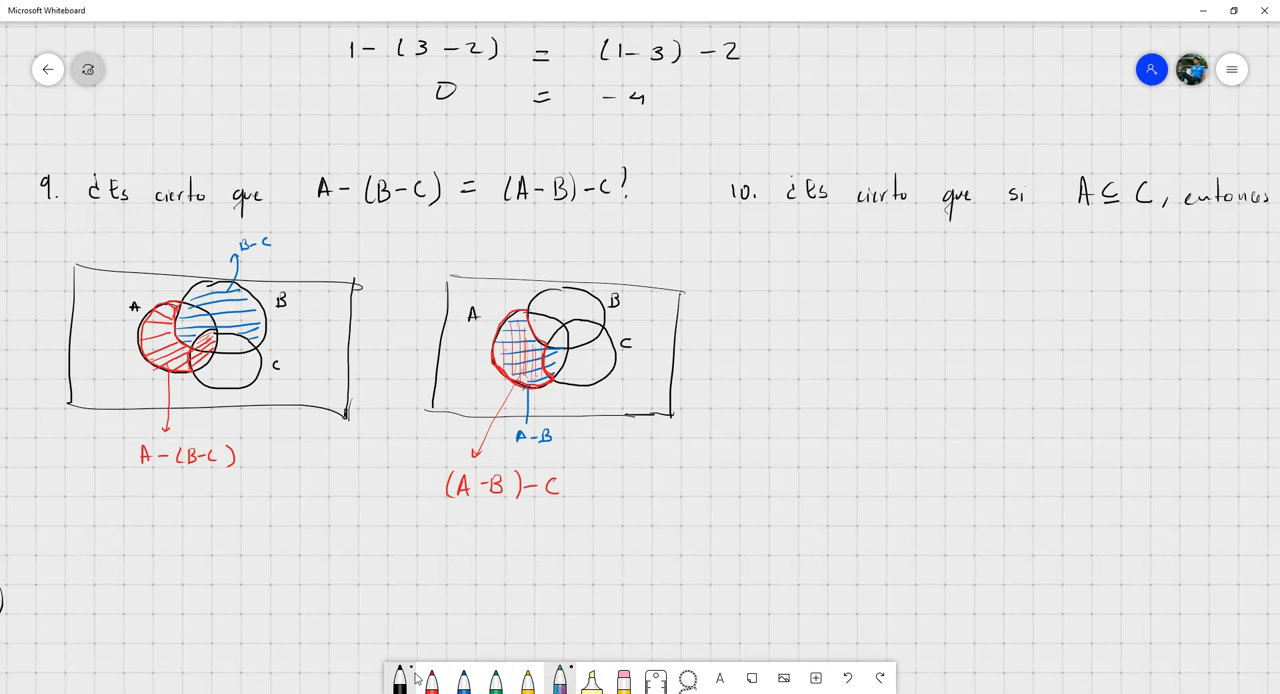 Microsoft Whiteboard
1 - (3 - 2) = (1 - 3) - 2
0 = - 4
9. ¿Es cierto que A - (B - C) = (A - B) - C?
10. ¿Es cierto que si A ⊆ C, entonces
B-C
A
B
C
A - (B-C)
A
B
C
A-B
(A - B) - C
A